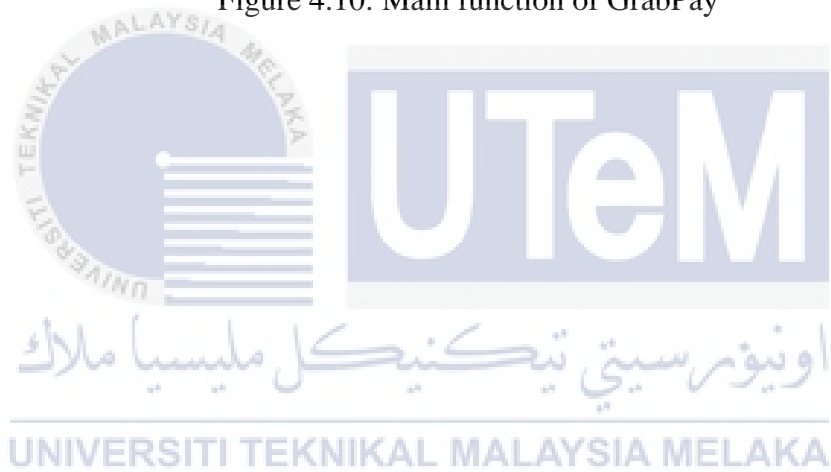 Figure 4.10: Main function of GrabPay
UNIVERSITI TEKNIKAL MALAYSIA MELAKA
UTeM
اونيۏرسيتي تيكنيكل مليسيا ملاك
UNIVERSITI TEKNIKAL MALAYSIA MELAKA